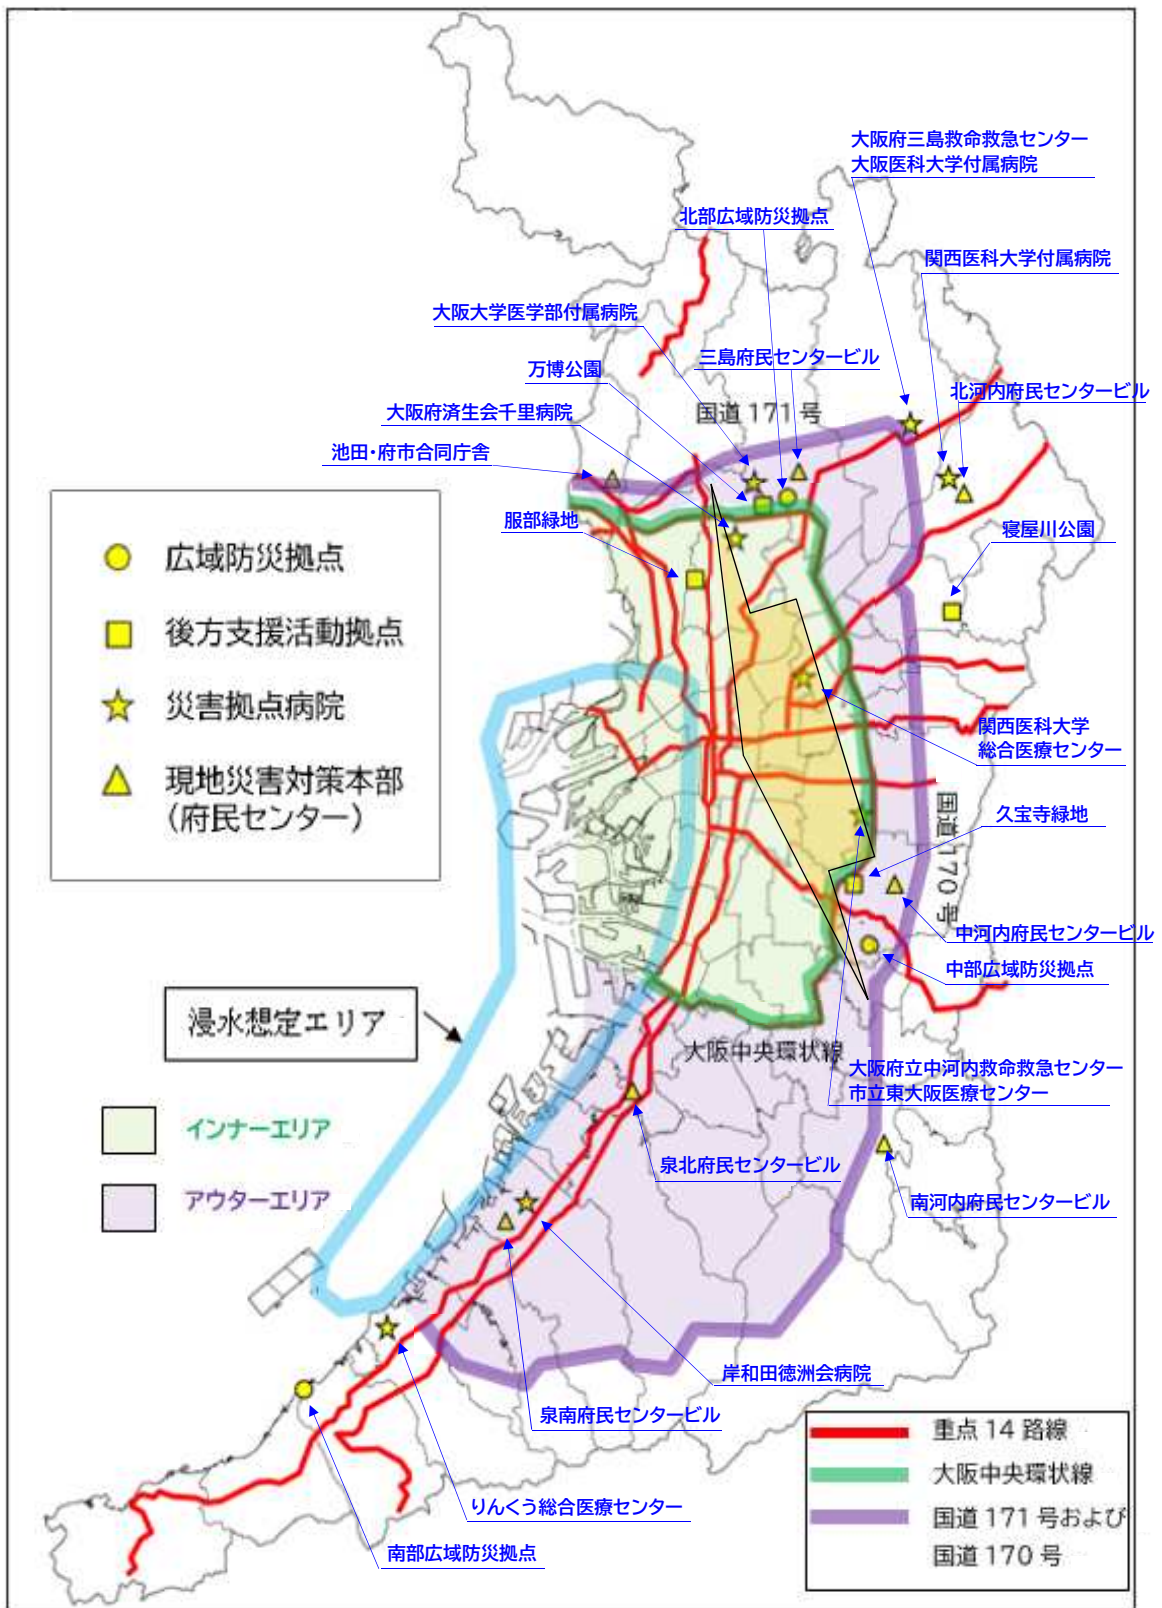 大阪府三島救命救急センター
大阪医科大学付属病院
北部広域防災拠点
関西医科大学付属病院
大阪大学医学部付属病院
三島府民センタービル
万博公園
北河内府民センタービル
大阪府済生会千里病院
国道171号
池田・府市合同庁舎
服部緑地
寝屋川公園
広域防災拠点
後方支援活動拠点
災害拠点病院
現地災害対策本部
(府民センター)
関西医科大学
総合医療センター
国道170号
久宝寺緑地
中河内府民センタービル
中部広域防災拠点
浸水想定エリア
大阪中央環状線
大阪府立中河内救命救急センター
市立東大阪医療センター
インナーエリア
アウターエリア
泉北府民センタービル
南河内府民センタービル
岸和田徳洲会病院
泉南府民センタービル
りんくう総合医療センター
南部広域防災拠点
重点14路線
大阪中央環状線
国道171号および
国道170号